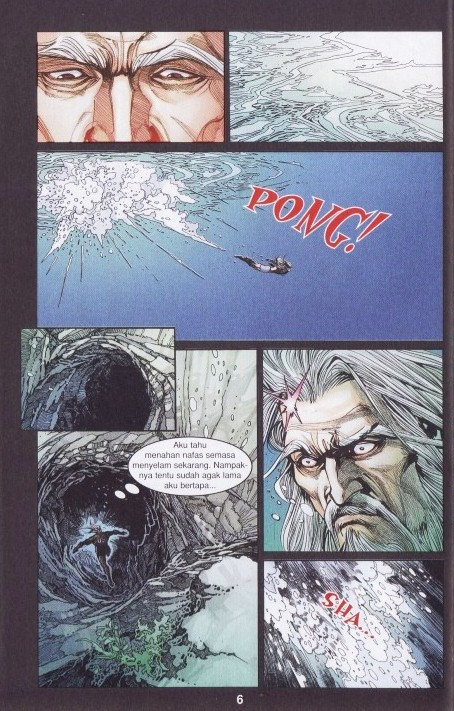 PONG!
Aku tahu
menahan nafas semasa
menyelam sekarang. Nampak-
nya tentu sudah agak lama
aku bertapa...
SHA...
6